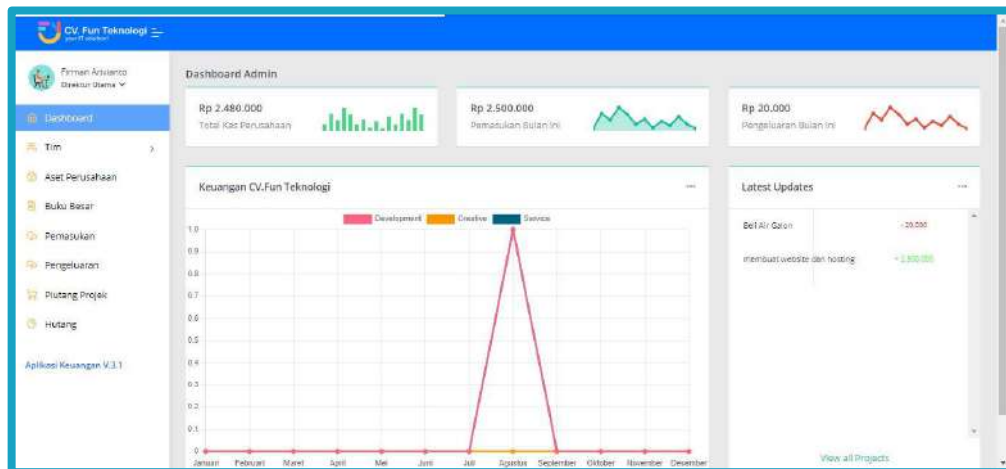 CV. Fun Teknologi
your IT solution
Firman Arivianto
Direktur Utama
Dashboard
Tim
Aset Perusahaan
Buku Besar
Pemasukan
Pengeluaran
Piutang Projek
Hutang
Aplikasi Keuangan V.3.1
Dashboard Admin
Rp 2.480.000
Total Kas Perusahaan
Rp 2.500.000
Pemasukan Bulan Ini
Rp 20.000
Pengeluaran Bulan Ini
Keuangan CV.Fun Teknologi
Development Creative Service
1.0
0.9
0.8
0.7
0.6
0.5
0.4
0.3
0.2
0.1
0
Januari Februari Maret April Mei Juni Juli Agustus September Oktober November Desember
Latest Updates
Beli Air Galon - 20.000
membuat website dan hosting
View all Projects